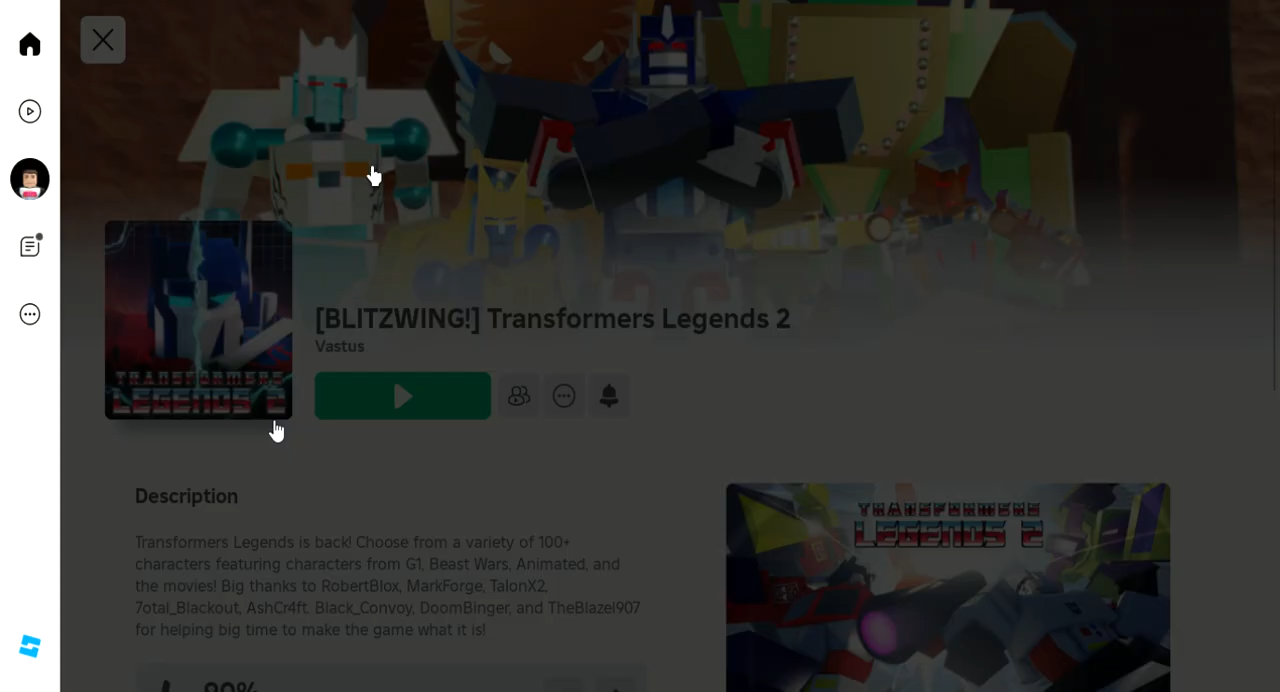 [BLITZWING!] Transformers Legends 2
Vastus
TRANSFORMERS
LEGENDS 2
Description
Transformers Legends is back! Choose from a variety of 100+
characters featuring characters from G1, Beast Wars, Animated, and
the movies! Big thanks to RobertBlox, MarkForge, TalonX2,
7otal_Blackout, AshCr4ft. Black_Convoy, DoomBinger, and TheBlaze1907
for helping big time to make the game what it is!
TRANSFORMERS
LEGENDS 2